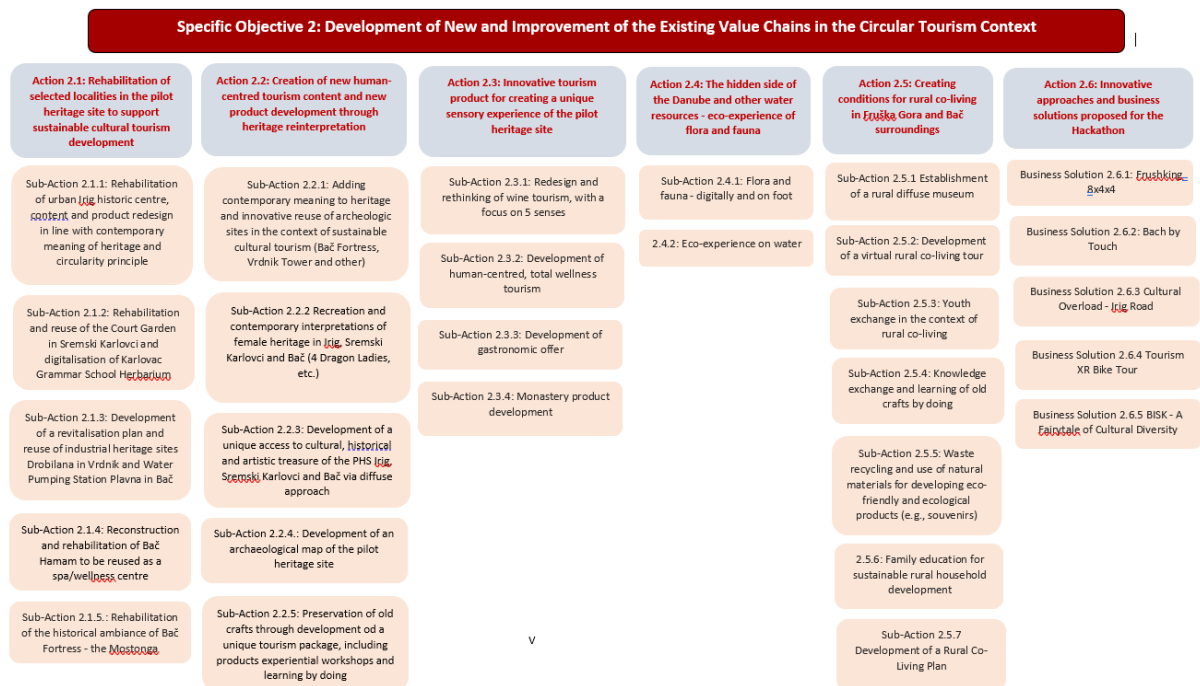 Specific Objective 2: Development of New and Improvement of the Existing Value Chains in the Circular Tourism Context
Action 2.1: Rehabilitation of
selected localities in the pilot
heritage site to support
sustainable cultural tourism
development
Sub-Action 2.1.1: Rehabilitation
of urban Irig historic centre,
content and product redesign
in line with contemporary
meaning of heritage and
circularity principle
Sub-Action 2.1.2: Rehabilitation
and reuse of the Court Garden
in Sremski Karlovci and
digitalisation of Karlovac
Grammar School Herbarium
Sub-Action 2.1.3: Development
of a revitalisation plan and
reuse of industrial heritage sites
Drobilana in Vrdnik and Water
Pumping Station Plavna in Bač
Sub-Action 2.1.4: Reconstruction
and rehabilitation of Bač
Hamam to be reused as a
spa/wellness centre
Sub-Action 2.1.5.: Rehabilitation
of the historical ambiance of Bač
Fortress - the Mostonga
Action 2.2: Creation of new human-
centred tourism content and new
product development through
heritage reinterpretation
Sub-Action 2.2.1: Adding
contemporary meaning to heritage
and innovative reuse of archeologic
sites in the context of sustainable
cultural tourism (Bač Fortress,
Vrdnik Tower and other)
Sub-Action 2.2.2 Recreation and
contemporary interpretations of
female heritage in Irig, Sremski
Karlovci and Bač (4 Dragon Ladies,
etc.)
Sub-Action 2.2.3: Development of a
unique access to cultural, historical
and artistic treasure of the PHS Irig,
Sremski Karlovci and Bač via diffuse
approach
Sub-Action 2.2.4.: Development of an
archaeological map of the pilot
heritage site
Sub-Action 2.2.5: Preservation of old
crafts through development od a
unique tourism package, including
products experiential workshops and
learning by doing
Action 2.3: Innovative tourism
product for creating a unique
sensory experience of the pilot
heritage site
Sub-Action 2.3.1: Redesign and
rethinking of wine tourism, with a
focus on 5 senses
Sub-Action 2.3.2: Development of
human-centred, total wellness
tourism
Sub-Action 2.3.3: Development of
gastronomic offer
Sub-Action 2.3.4: Monastery product
development
V
Action 2.4: The hidden side of
the Danube and other water
resources - eco-experience of
flora and fauna
Sub-Action 2.4.1: Flora and
fauna - digitally and on foot
2.4.2: Eco-experience on water
Action 2.5: Creating
conditions for rural co-living
in Fruška Gora and Bač
surroundings
Sub-Action 2.5.1 Establishment
of a rural diffuse museum
Sub-Action 2.5.2: Development
of a virtual rural co-living tour
Sub-Action 2.5.3: Youth
exchange in the context of
rural co-living
Sub-Action 2.5.4: Knowledge
exchange and learning of old
crafts by doing
Sub-Action 2.5.5: Waste
recycling and use of natural
materials for developing eco-
friendly and ecological
products (e.g., souvenirs)
2.5.6: Family education for
sustainable rural household
development
Sub-Action 2.5.7
Development of a Rural Co-
Living Plan
Action 2.6: Innovative
approaches and business
solutions proposed for the
Hackathon
Business Solution 2.6.1: Frushking
8x4x4
Business Solution 2.6.2: Bach by
Touch
Business Solution 2.6.3 Cultural
Overload - Irig Road
Business Solution 2.6.4 Tourism
XR Bike Tour
Business Solution 2.6.5 BISK - A
Fairytale of Cultural Diversity